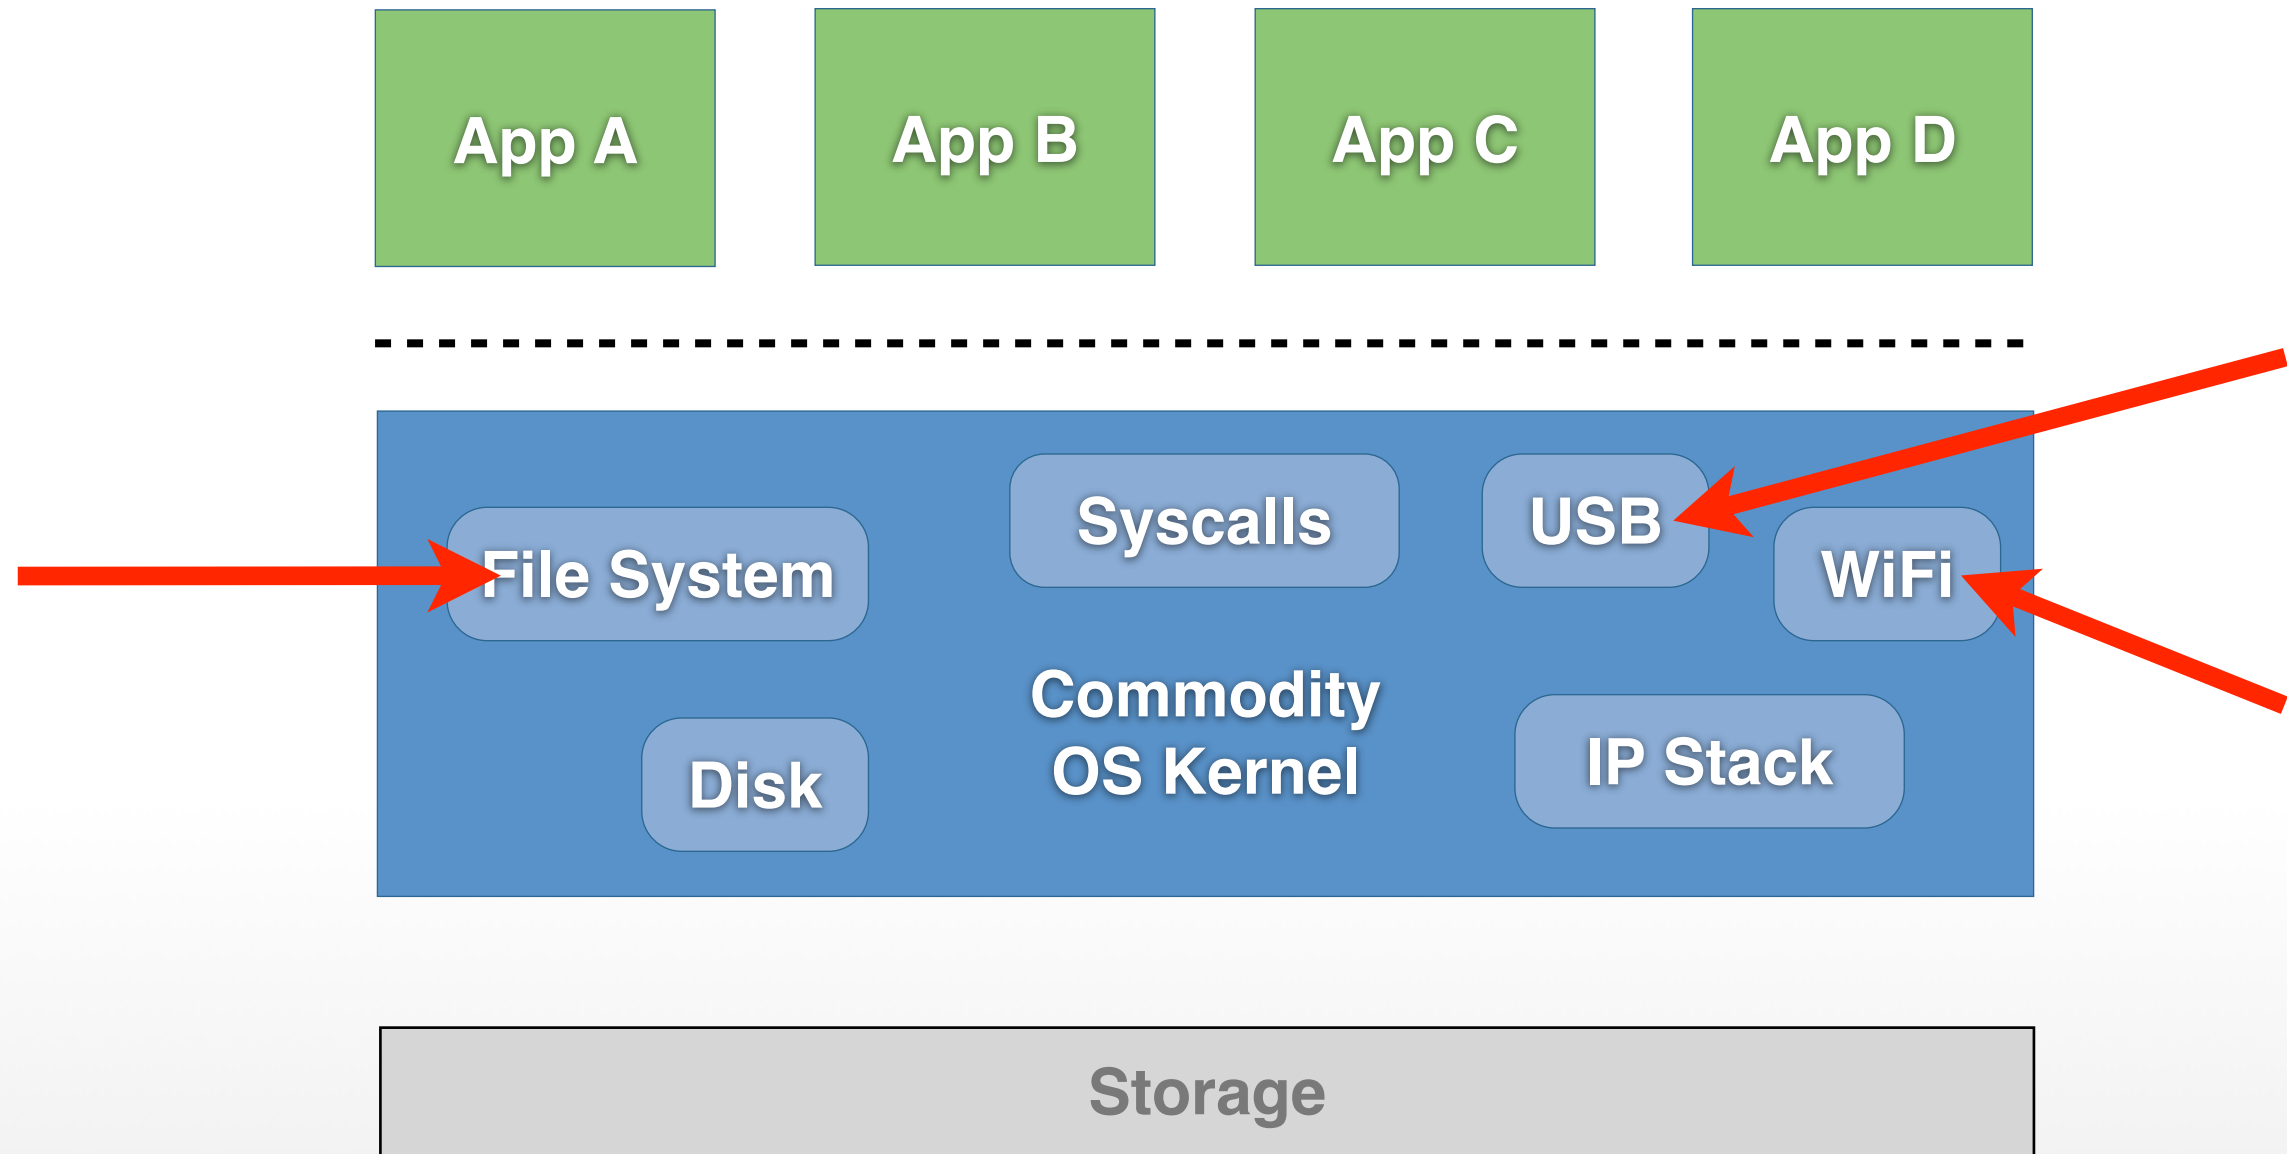 App A
App B
App C
App D
Syscalls
USB
File System
WiFi
Commodity
OS Kernel
IP Stack
Disk
Storage